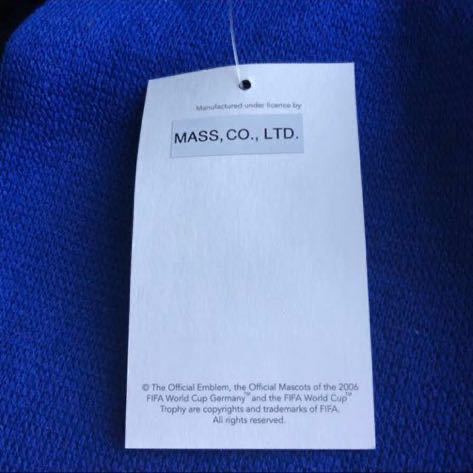 Manufactured under licence by
MASS, CO., LTD.
© The Official Emblem, the Official Mascots of the 2006
FIFA World Cup Germany™ and the FIFA World Cup™
Trophy are copyrights and trademarks of FIFA.
All rights reserved.